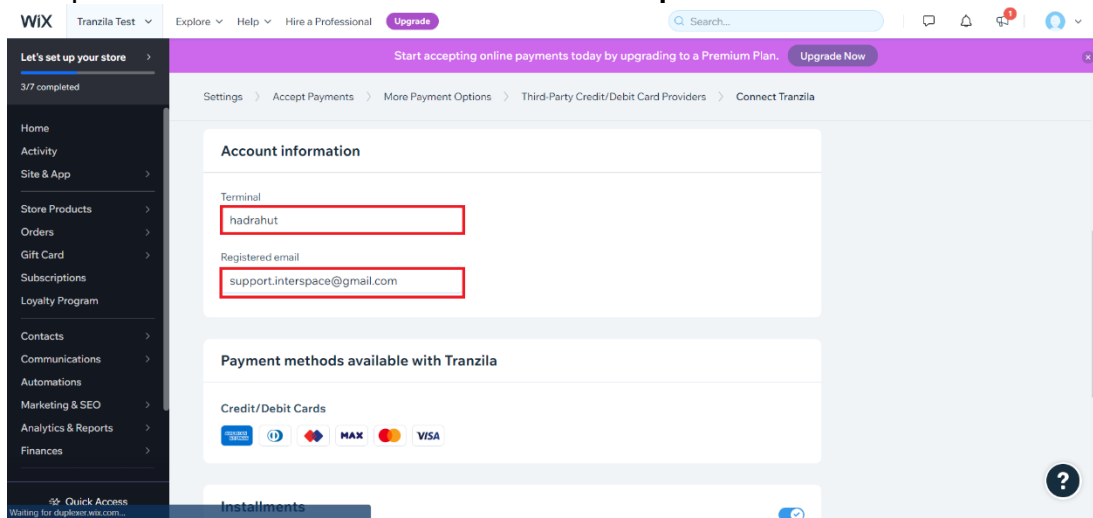 WiX Tranzila Test Explore Help Hire a Professional Upgrade Search... 1
Let's set up your store
3/7 completed
Start accepting online payments today by upgrading to a Premium Plan. Upgrade Now
Settings > Accept Payments > More Payment Options > Third-Party Credit/Debit Card Providers > Connect Tranzila
Home
Activity
Site & App
Store Products
Orders
Gift Card
Subscriptions
Loyalty Program
Contacts
Communications
Automations
Marketing & SEO
Analytics & Reports
Finances
Quick Access
Waiting for duplexer.wix.com...
Account information
Terminal
hadrahut
Registered email
support.interspace@gmail.com
Payment methods available with Tranzila
Credit/Debit Cards
MAX VISA
Installments
?